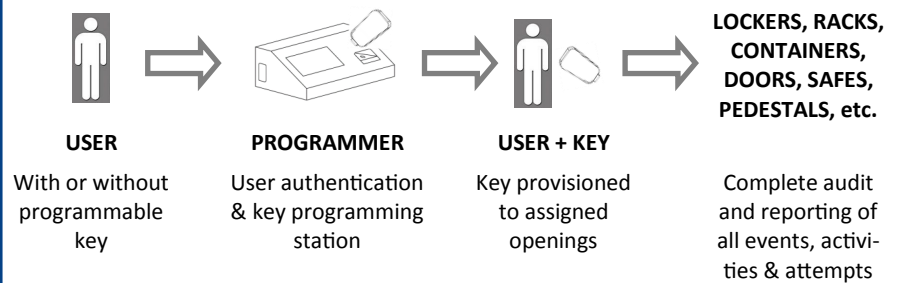 LOCKERS, RACKS,
CONTAINERS,
DOORS, SAFES,
PEDESTALS, etc.
USER
PROGRAMMER
USER + KEY
With or without
programmable
key
User authentication
& key programming
station
Key provisioned
to assigned
openings
Complete audit
and reporting of
all events, activi-
ties & attempts